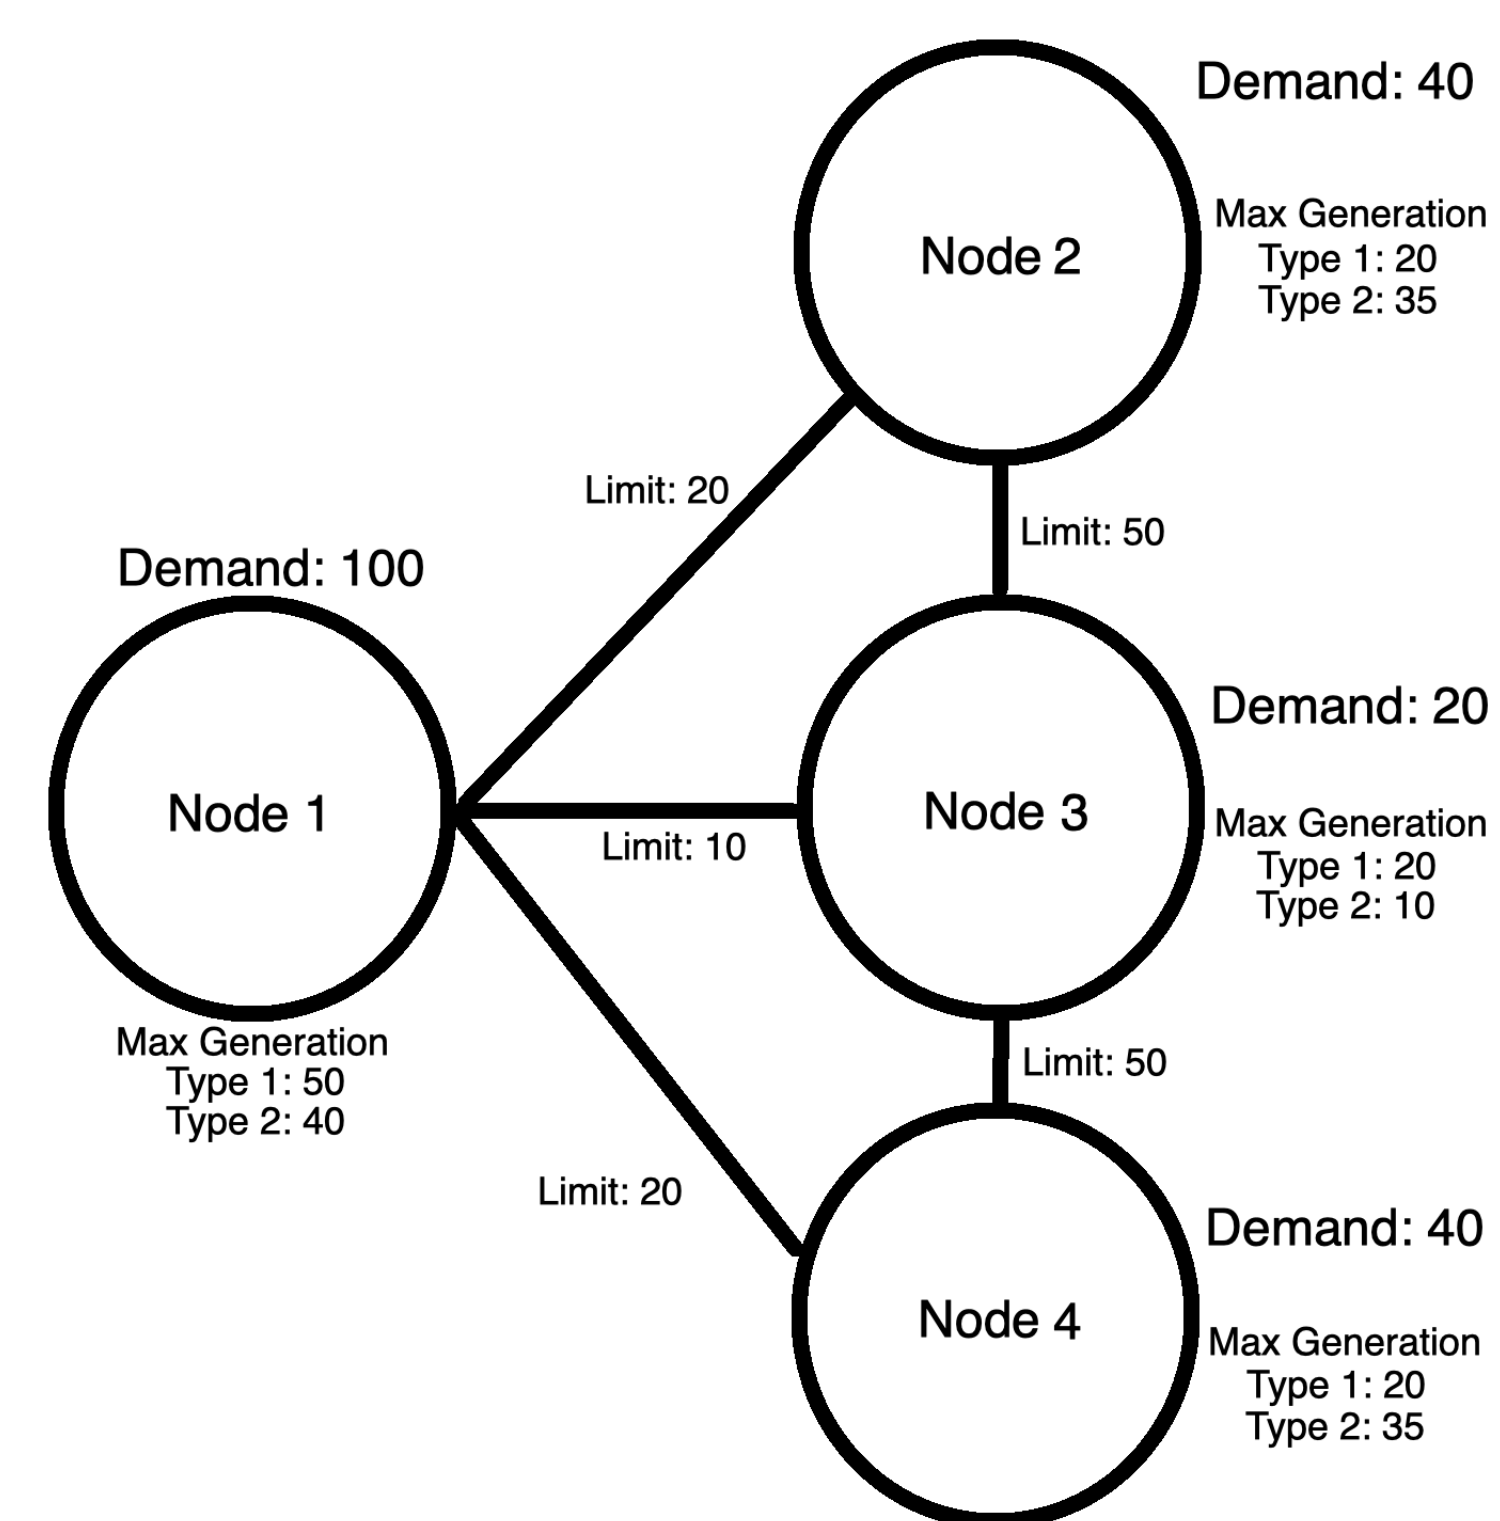 Demand: 40
Max Generation
Type 1: 20
Type 2: 35
Node 2
Limit: 20
Limit: 50
Demand: 100
Node 1
Max Generation
Type 1: 50
Type 2: 40
Limit: 10
Node 3
Demand: 20
Max Generation
Type 1: 20
Type 2: 10
Limit: 50
Limit: 20
Node 4
Demand: 40
Max Generation
Type 1: 20
Type 2: 35